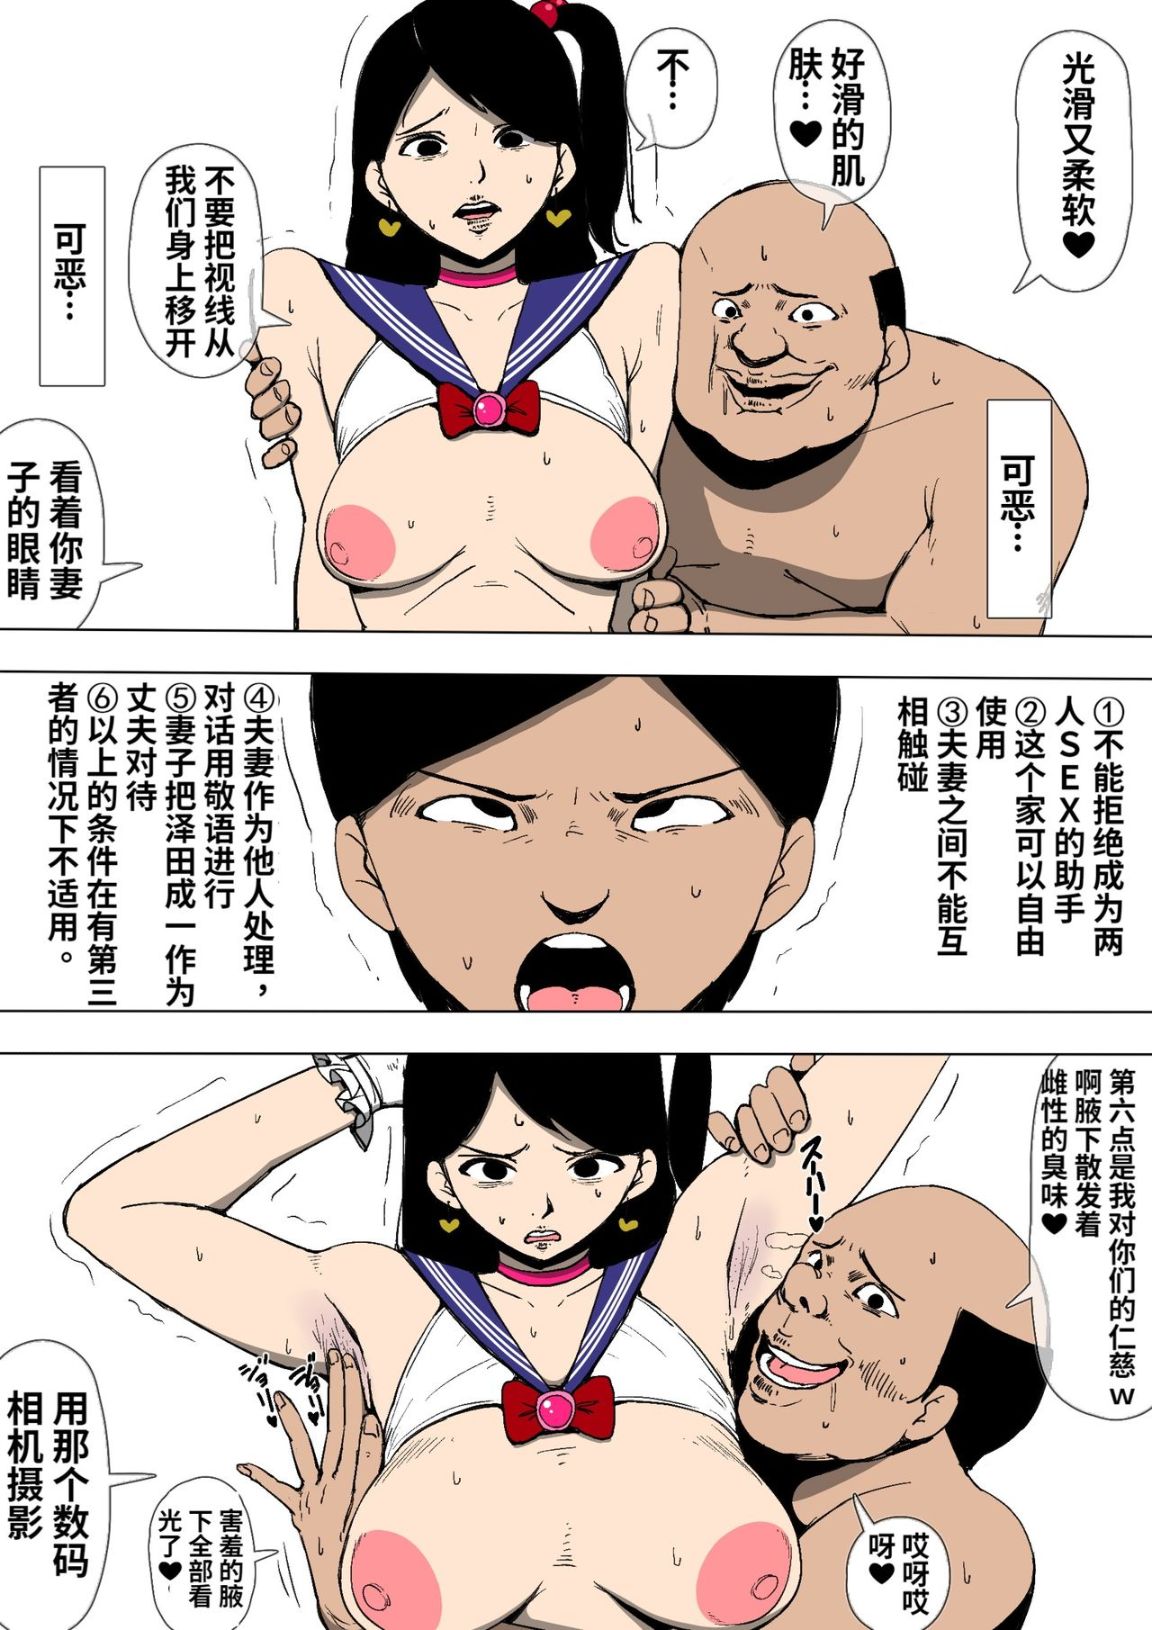 光滑又柔软♥
好滑的肌
肤…♥
不…
不要把视线从
我们身上移开
可恶…
可恶…
看着你妻
子的眼睛
①不能拒绝成为两
人SEX的助手
②这个家可以自由
使用
③夫妻之间不能互
相触碰
④夫妻作为他人处理，
对话用敬语进行
⑤妻子把泽田成一作为
丈夫对待
⑥以上的条件在有第三
者的情况下不适用。
第六点是我对你们的仁慈w
啊腋下散发着
雌性的臭味♥
スーハー♥
哎呀哎
呀♥
害羞的腋
下全部看
光了♥
用那个数码
相机摄影